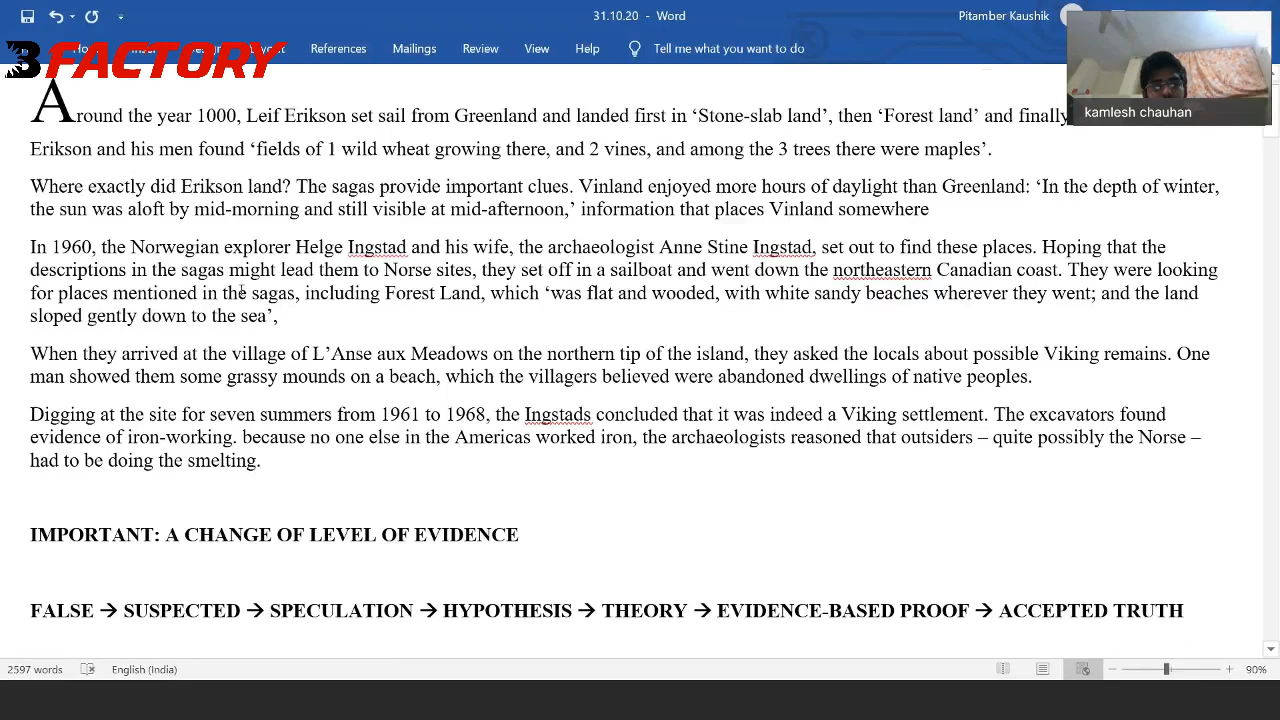 31.10.20 - Word
Pitamber Kaushik
References Mailings Review View Help Tell me what you want to do
3FACTORY
kamlesh chauhan
Around the year 1000, Leif Erikson set sail from Greenland and landed first in ‘Stone-slab land’, then ‘Forest land’ and finally
Erikson and his men found ‘fields of 1 wild wheat growing there, and 2 vines, and among the 3 trees there were maples’.
Where exactly did Erikson land? The sagas provide important clues. Vinland enjoyed more hours of daylight than Greenland: ‘In the depth of winter,
the sun was aloft by mid-morning and still visible at mid-afternoon,’ information that places Vinland somewhere
In 1960, the Norwegian explorer Helge Ingstad and his wife, the archaeologist Anne Stine Ingstad, set out to find these places. Hoping that the
descriptions in the sagas might lead them to Norse sites, they set off in a sailboat and went down the northeastern Canadian coast. They were looking
for places mentioned in the sagas, including Forest Land, which ‘was flat and wooded, with white sandy beaches wherever they went; and the land
sloped gently down to the sea’,
When they arrived at the village of L’Anse aux Meadows on the northern tip of the island, they asked the locals about possible Viking remains. One
man showed them some grassy mounds on a beach, which the villagers believed were abandoned dwellings of native peoples.
Digging at the site for seven summers from 1961 to 1968, the Ingstads concluded that it was indeed a Viking settlement. The excavators found
evidence of iron-working. because no one else in the Americas worked iron, the archaeologists reasoned that outsiders – quite possibly the Norse –
had to be doing the smelting.
IMPORTANT: A CHANGE OF LEVEL OF EVIDENCE
FALSE → SUSPECTED → SPECULATION → HYPOTHESIS → THEORY → EVIDENCE-BASED PROOF → ACCEPTED TRUTH
2597 words English (India) 90%